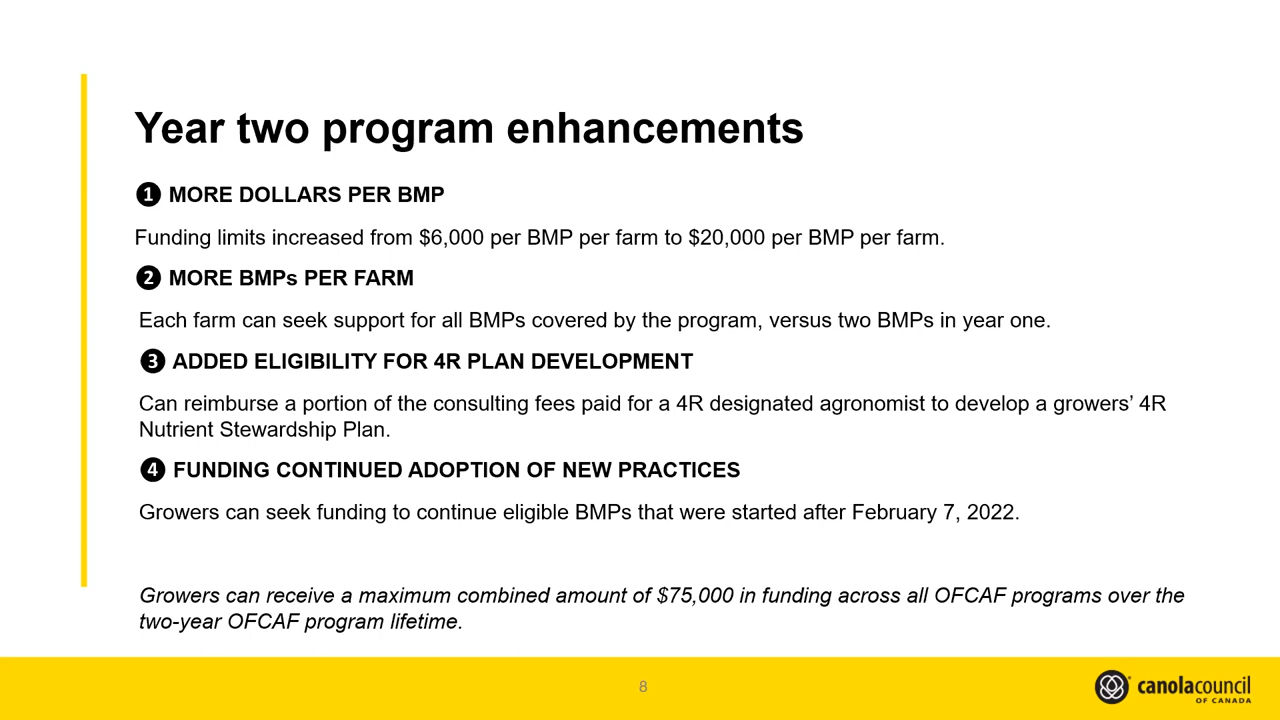 Year two program enhancements
❶ MORE DOLLARS PER BMP
Funding limits increased from $6,000 per BMP per farm to $20,000 per BMP per farm.
❷ MORE BMPs PER FARM
Each farm can seek support for all BMPs covered by the program, versus two BMPs in year one.
❸ ADDED ELIGIBILITY FOR 4R PLAN DEVELOPMENT
Can reimburse a portion of the consulting fees paid for a 4R designated agronomist to develop a growers’ 4R
Nutrient Stewardship Plan.
❹ FUNDING CONTINUED ADOPTION OF NEW PRACTICES
Growers can seek funding to continue eligible BMPs that were started after February 7, 2022.
Growers can receive a maximum combined amount of $75,000 in funding across all OFCAF programs over the
two-year OFCAF program lifetime.
8
canolacouncil
OF CANADA